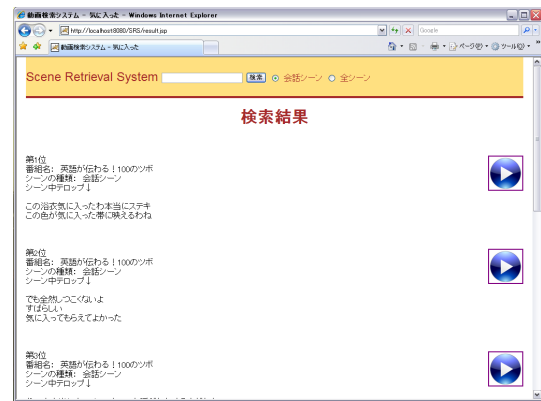 動画検索システム - 気に入った - Windows Internet Explorer
http://localhost:8080/SRS/result.jsp
Google
動画検索システム - 気に入った
ページ(P)
ツール(O)
Scene Retrieval System
検索
会話シーン
全シーン
検索結果
第1位
番組名: 英語が伝わる!100のツボ
シーンの種類: 会話シーン
シーン中テロップ↓
この浴衣気に入ったわ本当にステキ
この色が気に入った帯に映えるわね
第2位
番組名: 英語が伝わる!100のツボ
シーンの種類: 会話シーン
シーン中テロップ↓
でも全然しつこくないよ
すばらしい
気に入ってもらえてよかった
第3位
番組名: 英語が伝わる!100のツボ
シーンの種類: 会話シーン
シーン中テロップ↓